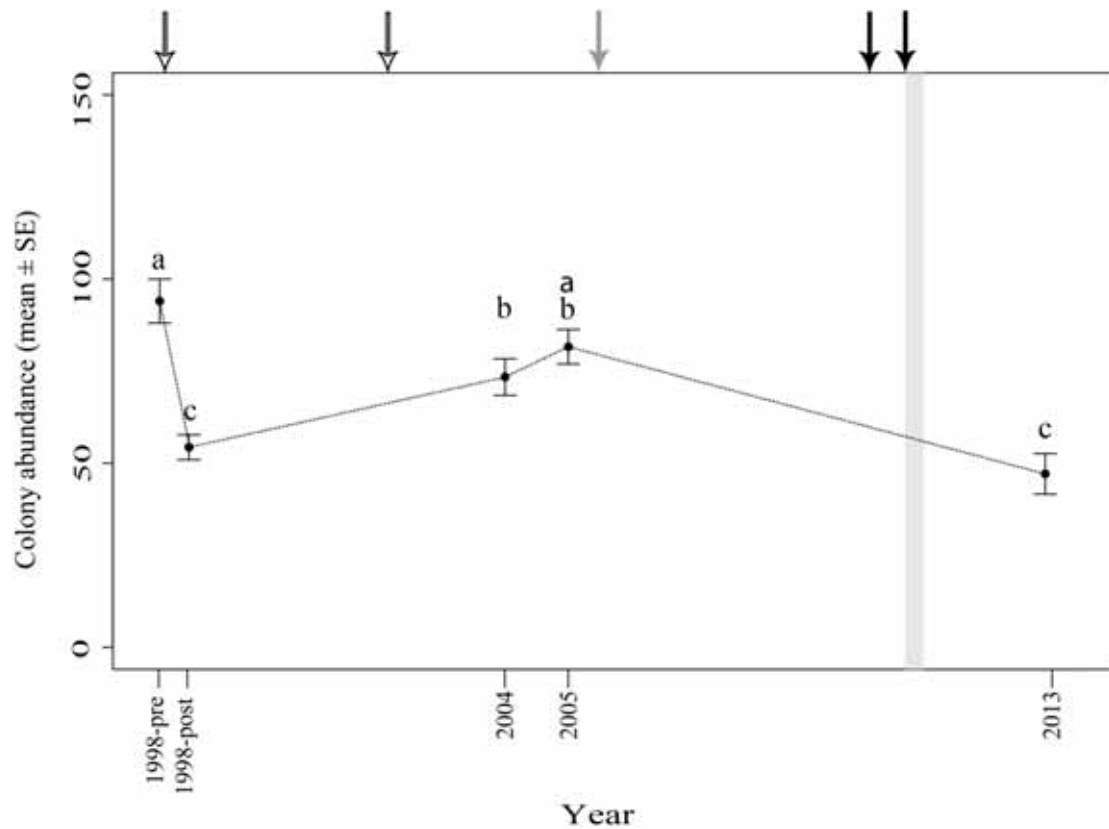 150
100
50
0
Colony abundance (mean ± SE)
a
c
b
a
b
c
1998-pre
1998-post
2004
2005
2013
Year